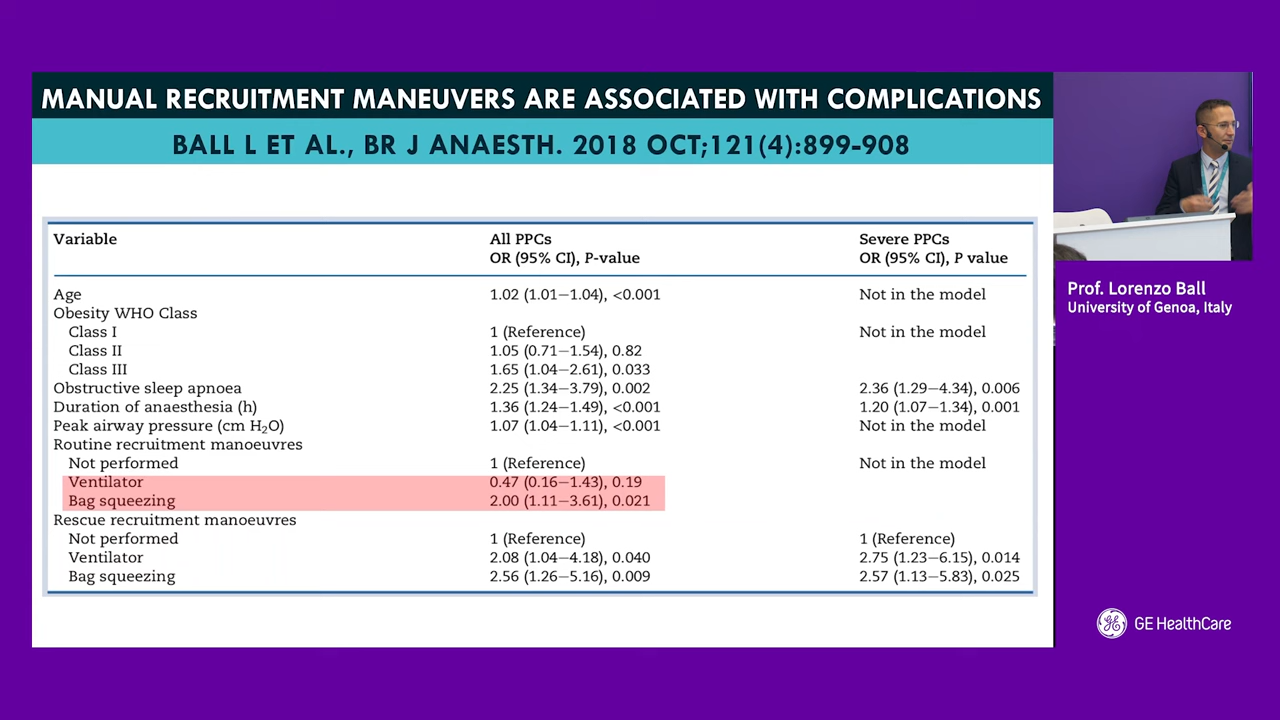 MANUAL RECRUITMENT MANEUVERS ARE ASSOCIATED WITH COMPLICATIONS
BALL L ET AL., BR J ANAESTH. 2018 OCT;121(4):899-908
Variable All PPCs Severe PPCs
OR (95% CI), P-value OR (95% CI), P value
Age 1.02 (1.01–1.04), <0.001 Not in the model
Obesity WHO Class
Class I 1 (Reference) Not in the model
Class II 1.05 (0.71–1.54), 0.82
Class III 1.65 (1.04–2.61), 0.033
Obstructive sleep apnoea 2.25 (1.34–3.79), 0.002 2.36 (1.29–4.34), 0.006
Duration of anaesthesia (h) 1.36 (1.24–1.49), <0.001 1.20 (1.07–1.34), 0.001
Peak airway pressure (cm H₂O) 1.07 (1.04–1.11), <0.001 Not in the model
Routine recruitment manoeuvres
Not performed 1 (Reference) Not in the model
Ventilator 0.47 (0.16–1.43), 0.19
Bag squeezing 2.00 (1.11–3.61), 0.021
Rescue recruitment manoeuvres
Not performed 1 (Reference) 1 (Reference)
Ventilator 2.08 (1.04–4.18), 0.040 2.75 (1.23–6.15), 0.014
Bag squeezing 2.56 (1.26–5.16), 0.009 2.57 (1.13–5.83), 0.025
Prof. Lorenzo Ball
University of Genoa, Italy
GE HealthCare